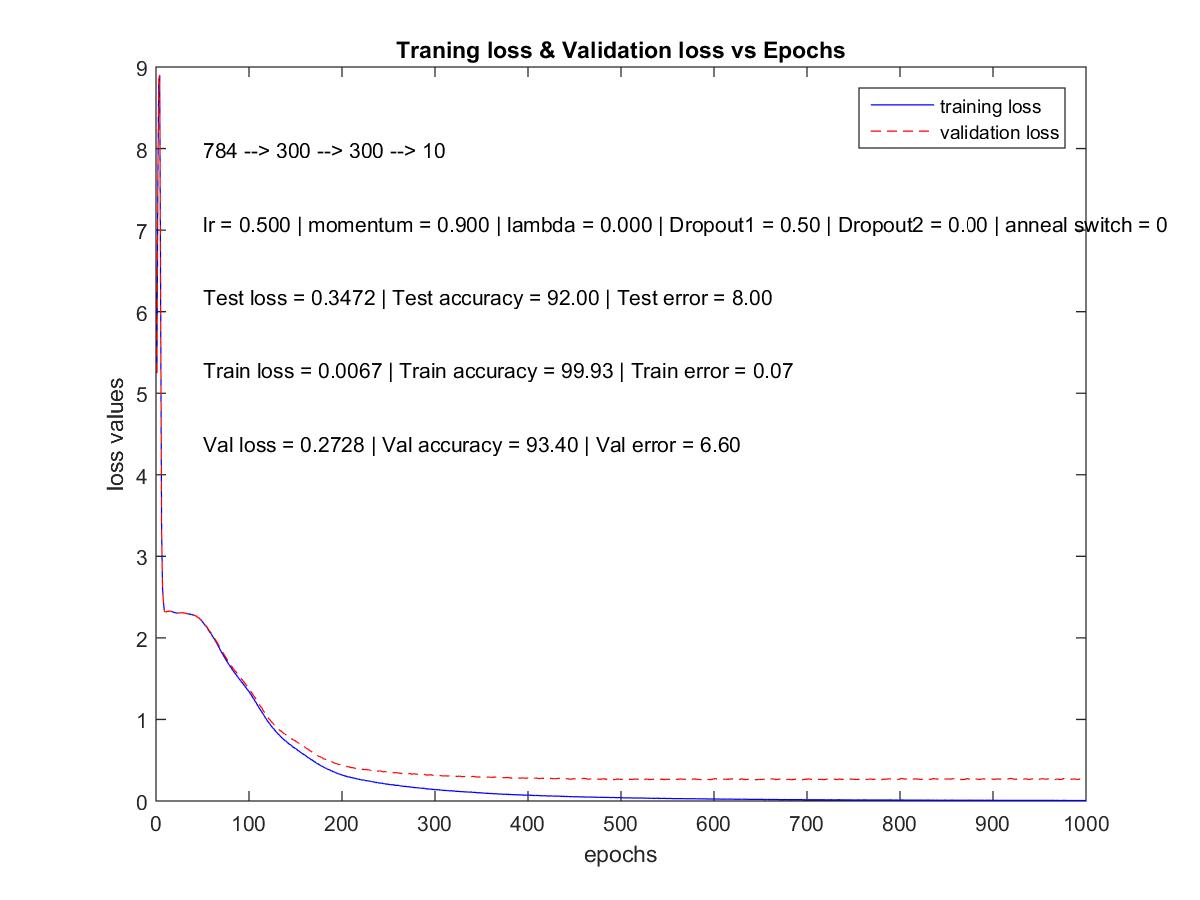 Traning loss & Validation loss vs Epochs
training loss
validation loss
784 --> 300 --> 300 --> 10
lr = 0.500 | momentum = 0.900 | lambda = 0.000 | Dropout1 = 0.50 | Dropout2 = 0.00 | anneal switch = 0
Test loss = 0.3472 | Test accuracy = 92.00 | Test error = 8.00
Train loss = 0.0067 | Train accuracy = 99.93 | Train error = 0.07
Val loss = 0.2728 | Val accuracy = 93.40 | Val error = 6.60
loss values
9
8
7
6
5
4
3
2
1
0
0 100 200 300 400 500 600 700 800 900 1000
epochs